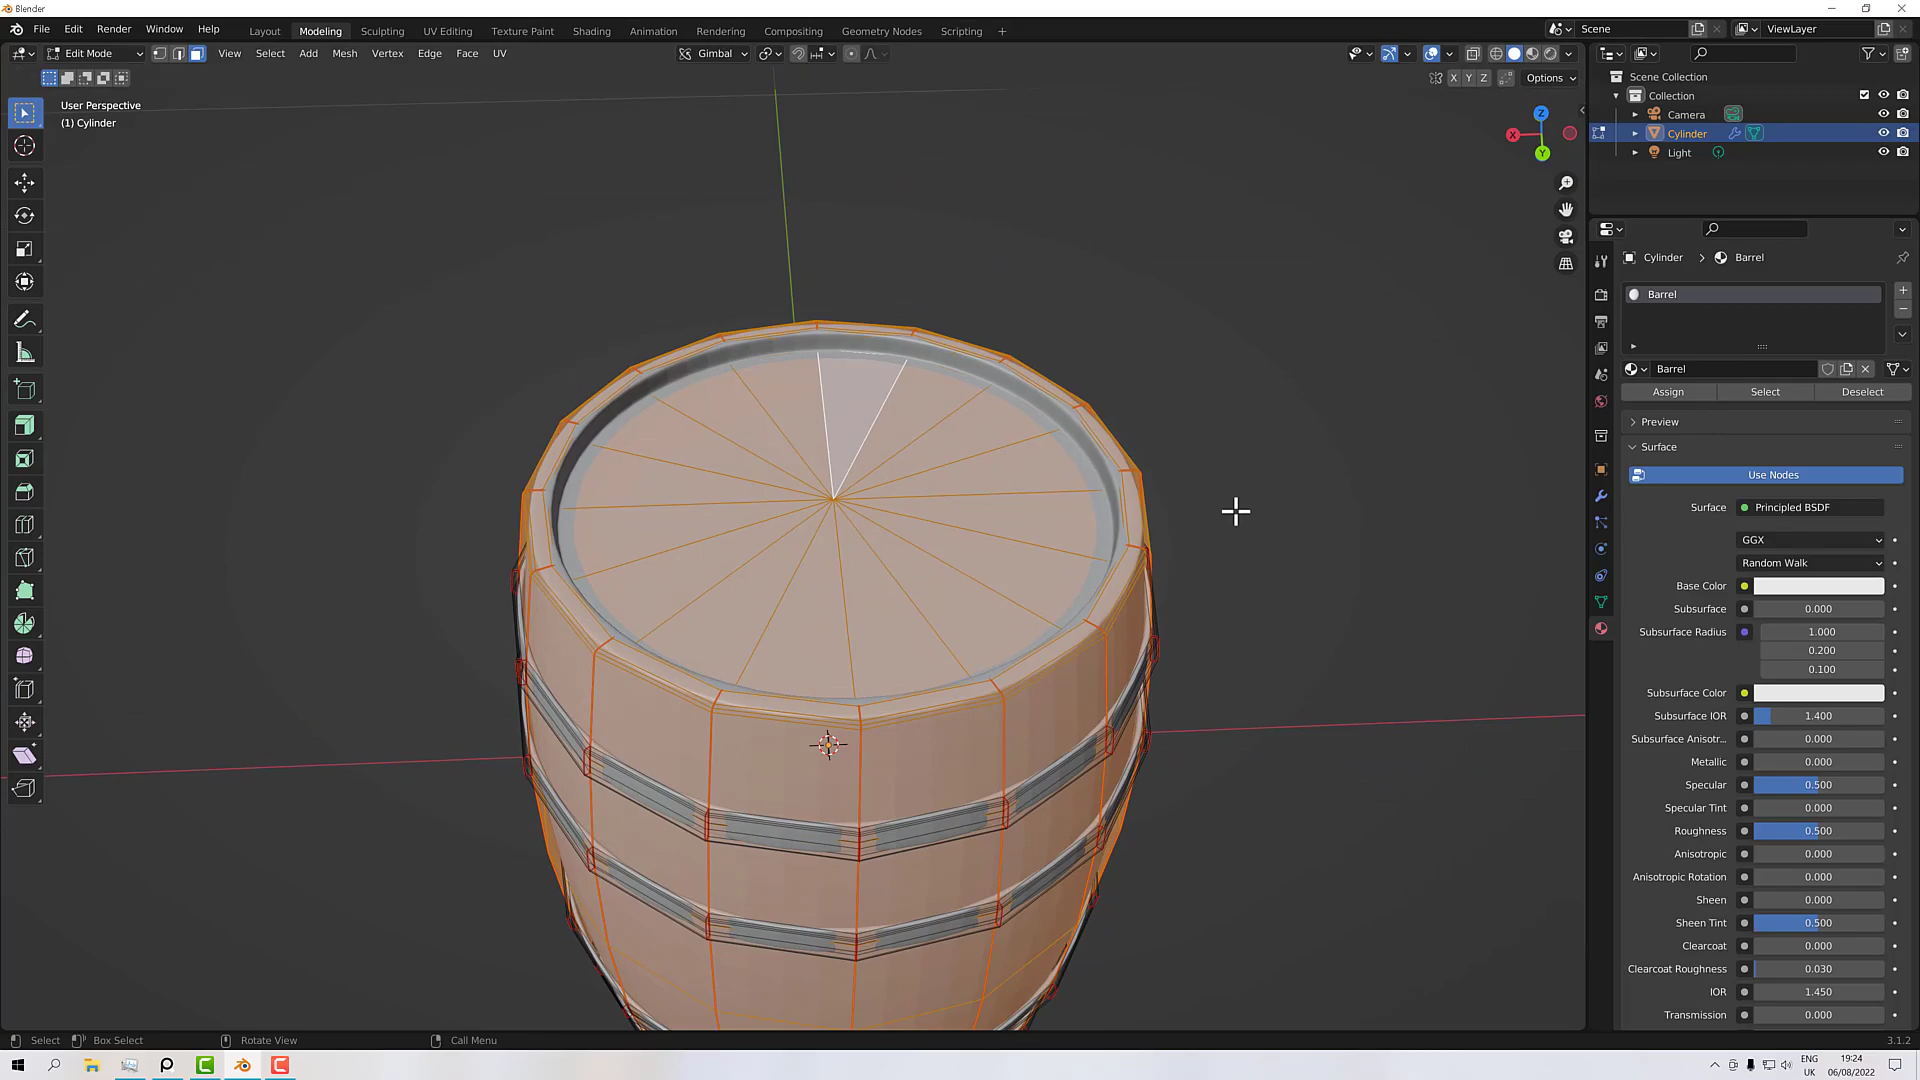 Blender
File Edit Render Window Help Layout Modeling Sculpting UV Editing Texture Paint Shading Animation Rendering Compositing Geometry Nodes Scripting + Scene ViewLayer
Edit Mode View Select Add Mesh Vertex Edge Face UV Gimbal
X Y Z Options
User Perspective
(1) Cylinder
Z
X
Y
Scene Collection
Collection
Camera
Cylinder
Light
Cylinder > Barrel
Barrel
Barrel
Assign Select Deselect
Preview
Surface
Use Nodes
Surface Principled BSDF
GGX
Random Walk
Base Color
Subsurface 0.000
Subsurface Radius 1.000
0.200
0.100
Subsurface Color
Subsurface IOR 1.400
Subsurface Anisotr... 0.000
Metallic 0.000
Specular 0.500
Specular Tint 0.000
Roughness 0.500
Anisotropic 0.000
Anisotropic Rotation 0.000
Sheen 0.000
Sheen Tint 0.500
Clearcoat 0.000
Clearcoat Roughness 0.030
IOR 1.450
Transmission 0.000
Select Box Select Rotate View Call Menu 3.1.2
ENG 19:24
UK 06/08/2022